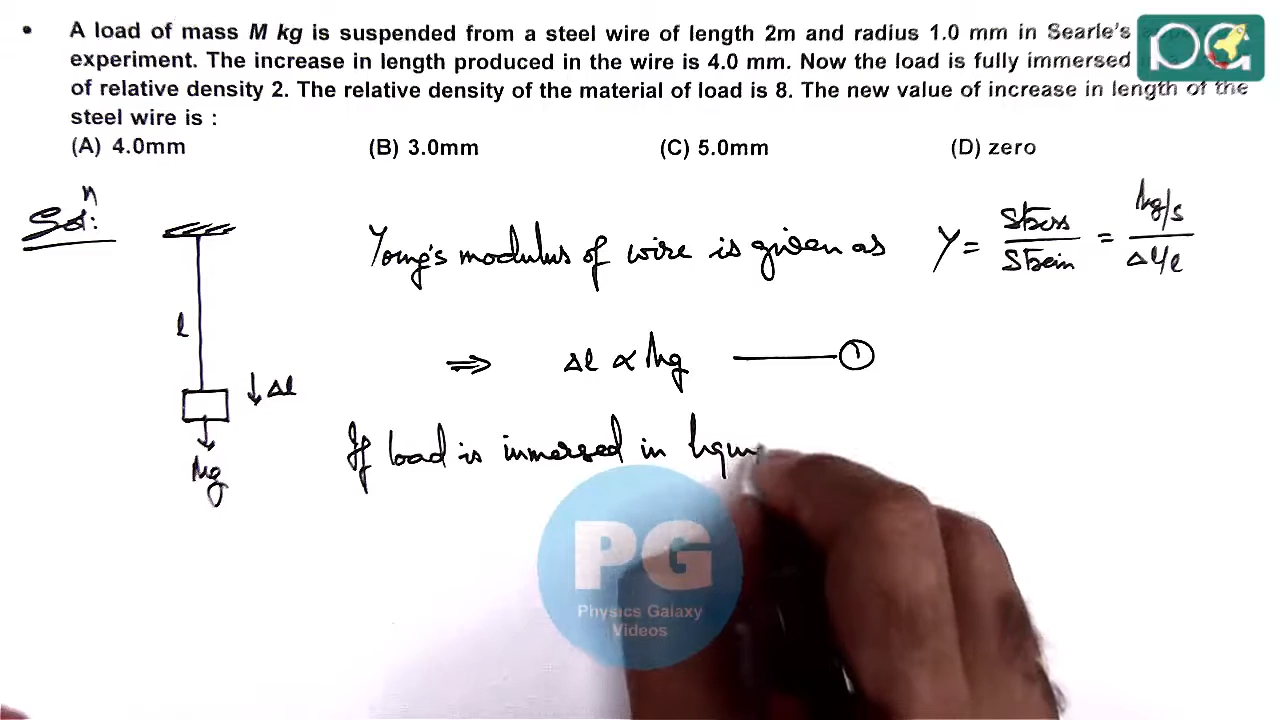 • A load of mass M kg is suspended from a steel wire of length 2m and radius 1.0 mm in Searle's
experiment. The increase in length produced in the wire is 4.0 mm. Now the load is fully immersed
of relative density 2. The relative density of the material of load is 8. The new value of increase in length of the
steel wire is :
(A) 4.0mm (B) 3.0mm (C) 5.0mm (D) zero
PG
Solⁿ:
Young's modulus of wire is given as Y = Stress/Strain = Mg/s / Δl/l
l
⇒ Δl ∝ Mg ——— ①
↓ Δl
If load is immersed in
Mg
PG
Physics Galaxy
Videos